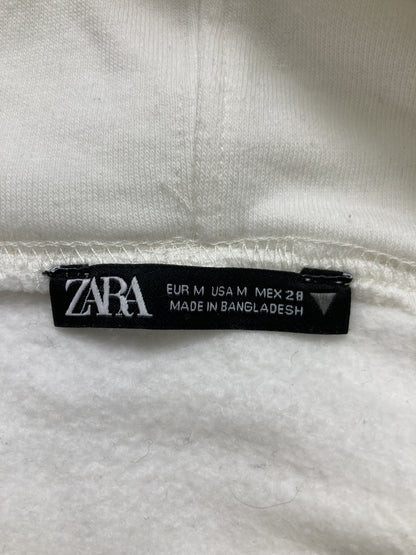 ZARA
EUR M USA M MEX 28
MADE IN BANGLADESH